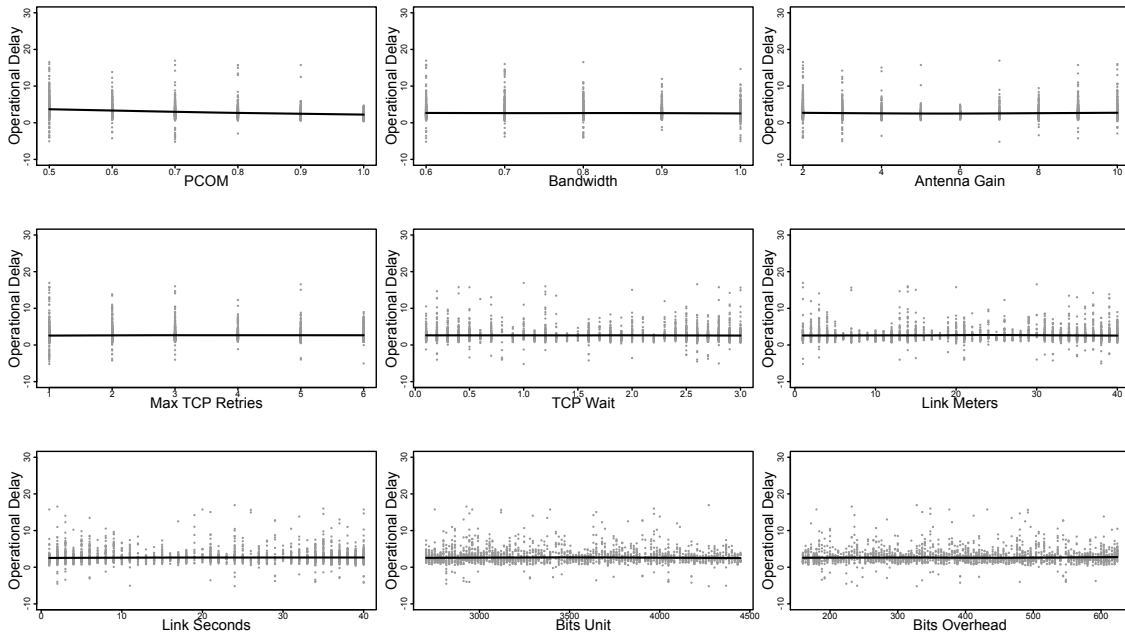 Operational Delay
-10 0 10 20 30
0.5 0.6 0.7 0.8 0.9 1.0
PCOM
Operational Delay
-10 0 10 20 30
0.6 0.7 0.8 0.9 1.0
Bandwidth
Operational Delay
-10 0 10 20 30
2 4 6 8 10
Antenna Gain
Operational Delay
-10 0 10 20 30
1 2 3 4 5 6
Max TCP Retries
Operational Delay
-10 0 10 20 30
0.0 0.5 1.0 1.5 2.0 2.5 3.0
TCP Wait
Operational Delay
-10 0 10 20 30
0 10 20 30 40
Link Meters
Operational Delay
-10 0 10 20 30
0 10 20 30 40
Link Seconds
Operational Delay
-10 0 10 20 30
3000 3500 4000 4500
Bits Unit
Operational Delay
-10 0 10 20 30
200 300 400 500 600
Bits Overhead